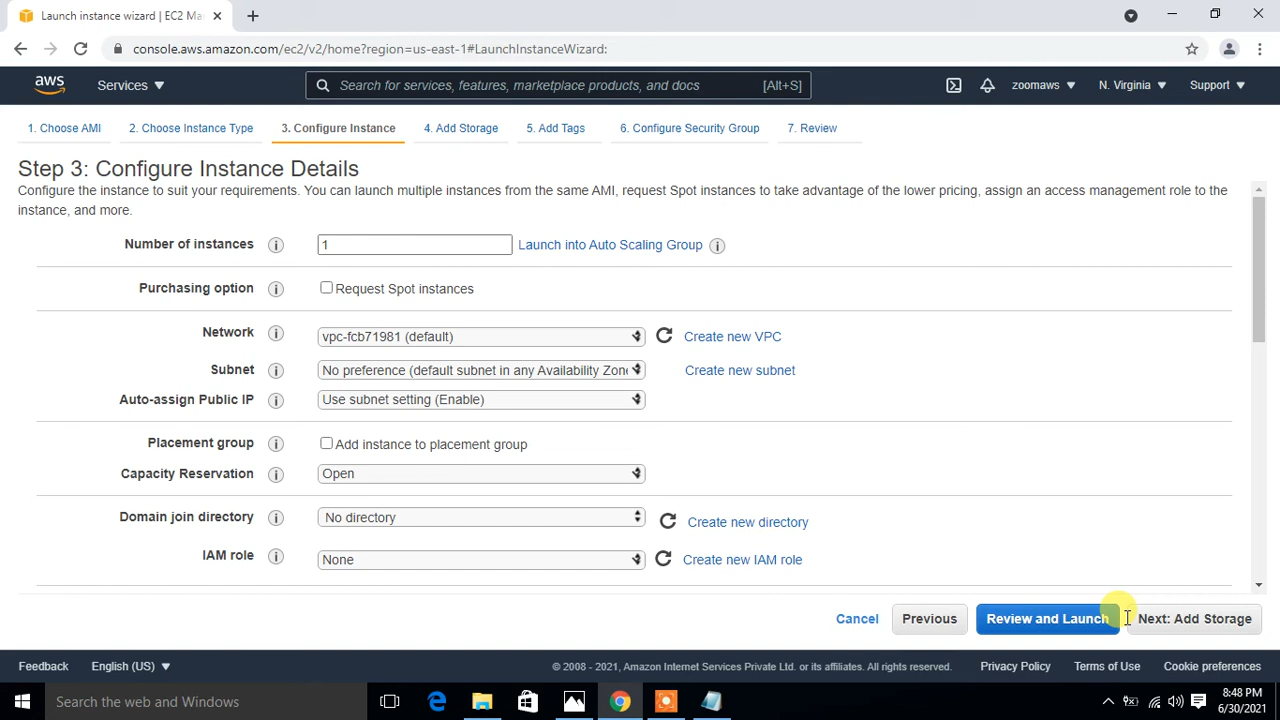 Launch instance wizard | EC2 Ma
console.aws.amazon.com/ec2/v2/home?region=us-east-1#LaunchInstanceWizard:
aws
Services
Search for services, features, marketplace products, and docs
[Alt+S]
zoomaws
N. Virginia
Support
1. Choose AMI
2. Choose Instance Type
3. Configure Instance
4. Add Storage
5. Add Tags
6. Configure Security Group
7. Review
Step 3: Configure Instance Details
Configure the instance to suit your requirements. You can launch multiple instances from the same AMI, request Spot instances to take advantage of the lower pricing, assign an access management role to the
instance, and more.
Number of instances
1
Launch into Auto Scaling Group
Purchasing option
Request Spot instances
Network
vpc-fcb71981 (default)
Create new VPC
Subnet
No preference (default subnet in any Availability Zone
Create new subnet
Auto-assign Public IP
Use subnet setting (Enable)
Placement group
Add instance to placement group
Capacity Reservation
Open
Domain join directory
No directory
Create new directory
IAM role
None
Create new IAM role
Cancel
Previous
Review and Launch
Next: Add Storage
Feedback
English (US)
© 2008 - 2021, Amazon Internet Services Private Ltd. or its affiliates. All rights reserved.
Privacy Policy
Terms of Use
Cookie preferences
Search the web and Windows
8:48 PM
6/30/2021